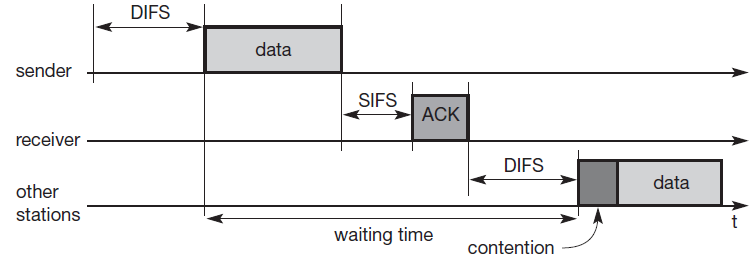 DIFS
data
sender
SIFS
ACK
receiver
DIFS
data
other
stations
t
waiting time
contention